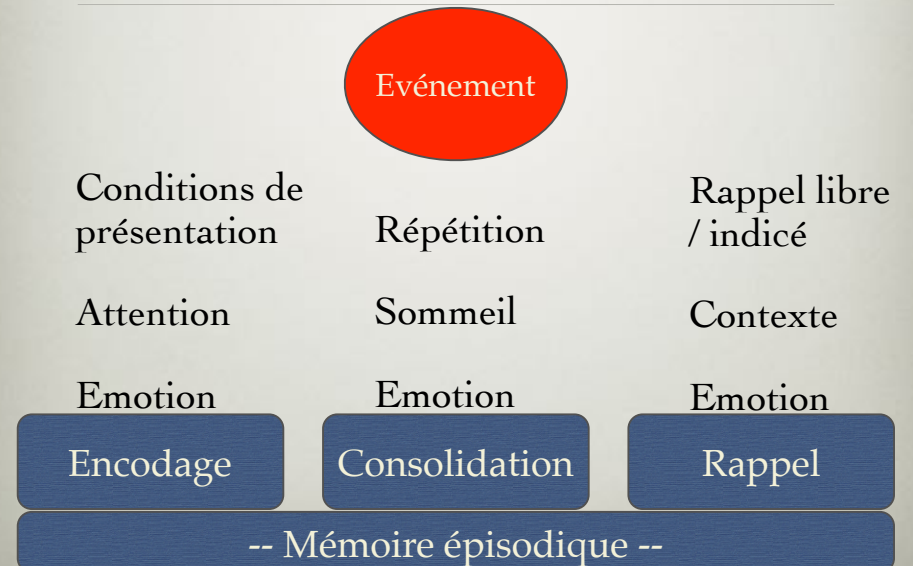 Evénement
Conditions de
présentation
Attention
Emotion
Répétition
Sommeil
Emotion
Rappel libre
/ indicé
Contexte
Emotion
Encodage
Consolidation
Rappel
-- Mémoire épisodique --